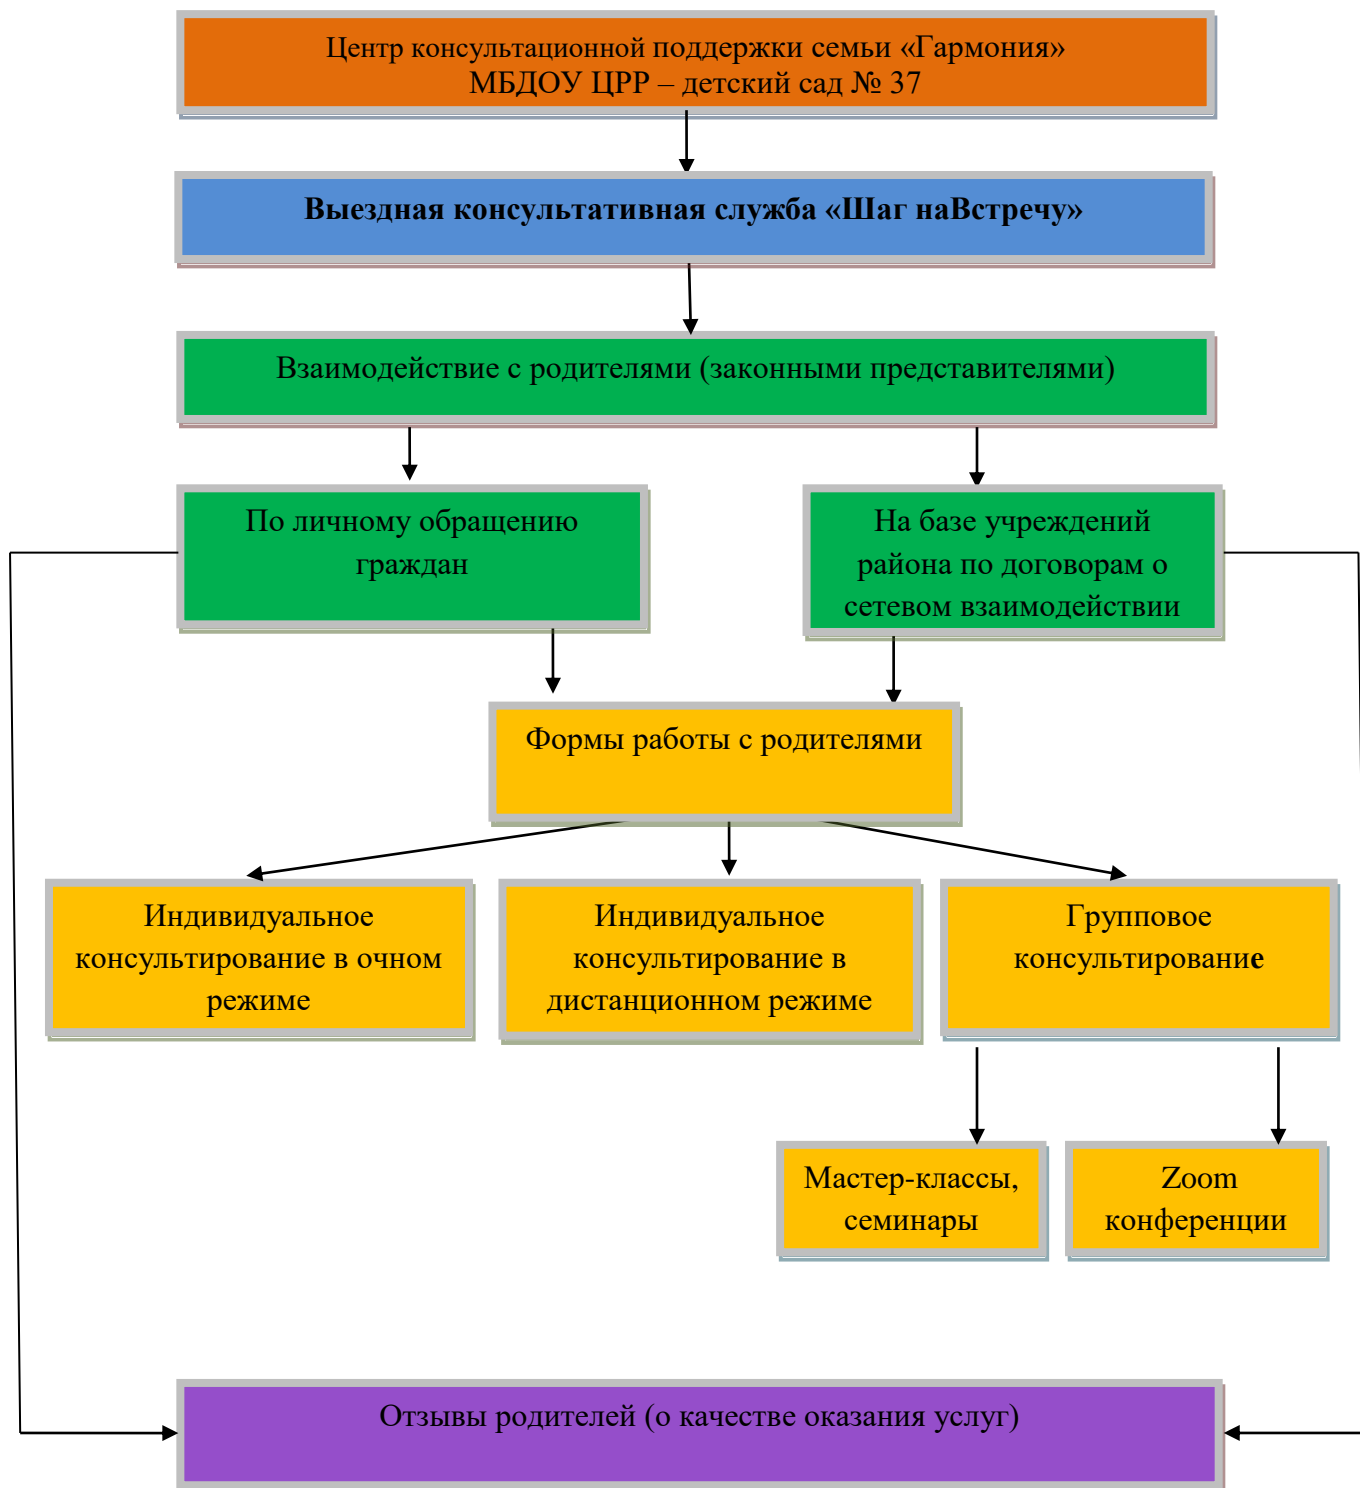 Центр консультационной поддержки семьи «Гармония»
МБДОУ ЦРР – детский сад № 37
Выездная консультативная служба «Шаг наВстречу»
Взаимодействие с родителями (законными представителями)
По личному обращению
граждан
На базе учреждений
района по договорам о
сетевом взаимодействии
Формы работы с родителями
Индивидуальное
консультирование в очном
режиме
Индивидуальное
консультирование в
дистанционном режиме
Групповое
консультирование
Мастер-классы,
семинары
Zoom
конференции
Отзывы родителей (о качестве оказания услуг)